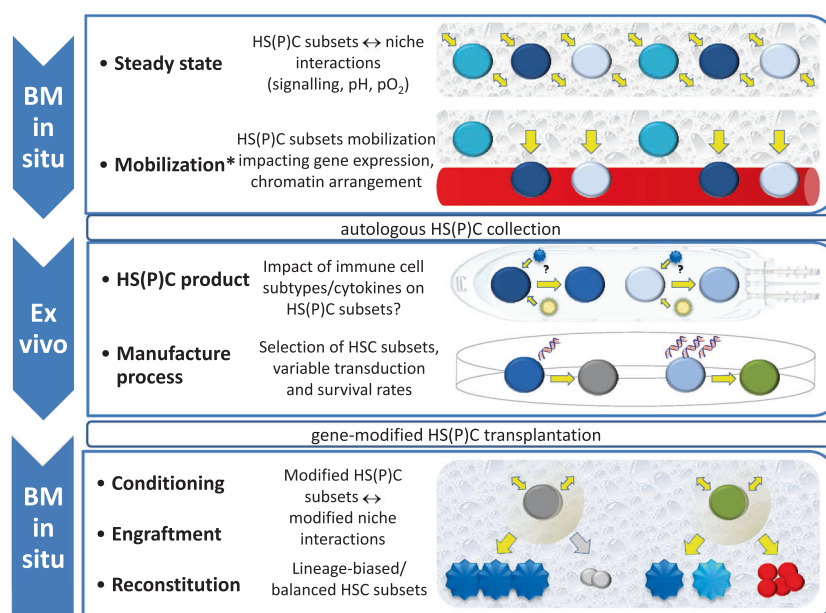 BM
in
situ
• Steady state
HS(P)C subsets ↔ niche
interactions
(signalling, pH, pO₂)
• Mobilization*
HS(P)C subsets mobilization
impacting gene expression,
chromatin arrangement
autologous HS(P)C collection
Ex
vivo
• HS(P)C product
Impact of immune cell
subtypes/cytokines on
HS(P)C subsets?
?
?
• Manufacture
process
Selection of HSC subsets,
variable transduction
and survival rates
gene-modified HS(P)C transplantation
BM
in
situ
• Conditioning
• Engraftment
• Reconstitution
Modified HS(P)C
subsets ↔
modified niche
interactions
Lineage-biased/
balanced HSC subsets